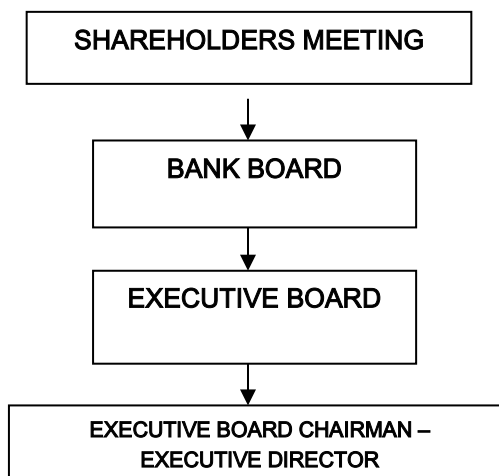 SHAREHOLDERS MEETING
BANK BOARD
EXECUTIVE BOARD
EXECUTIVE BOARD CHAIRMAN –
EXECUTIVE DIRECTOR